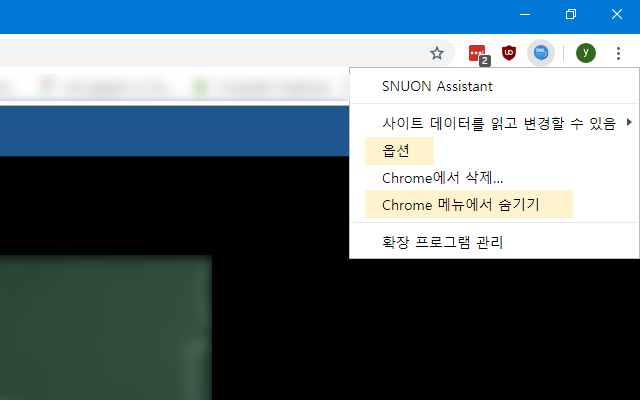 2
UO
y
SNUON Assistant
사이트 데이터를 읽고 변경할 수 있음
옵션
Chrome에서 삭제...
Chrome 메뉴에서 숨기기
확장 프로그램 관리